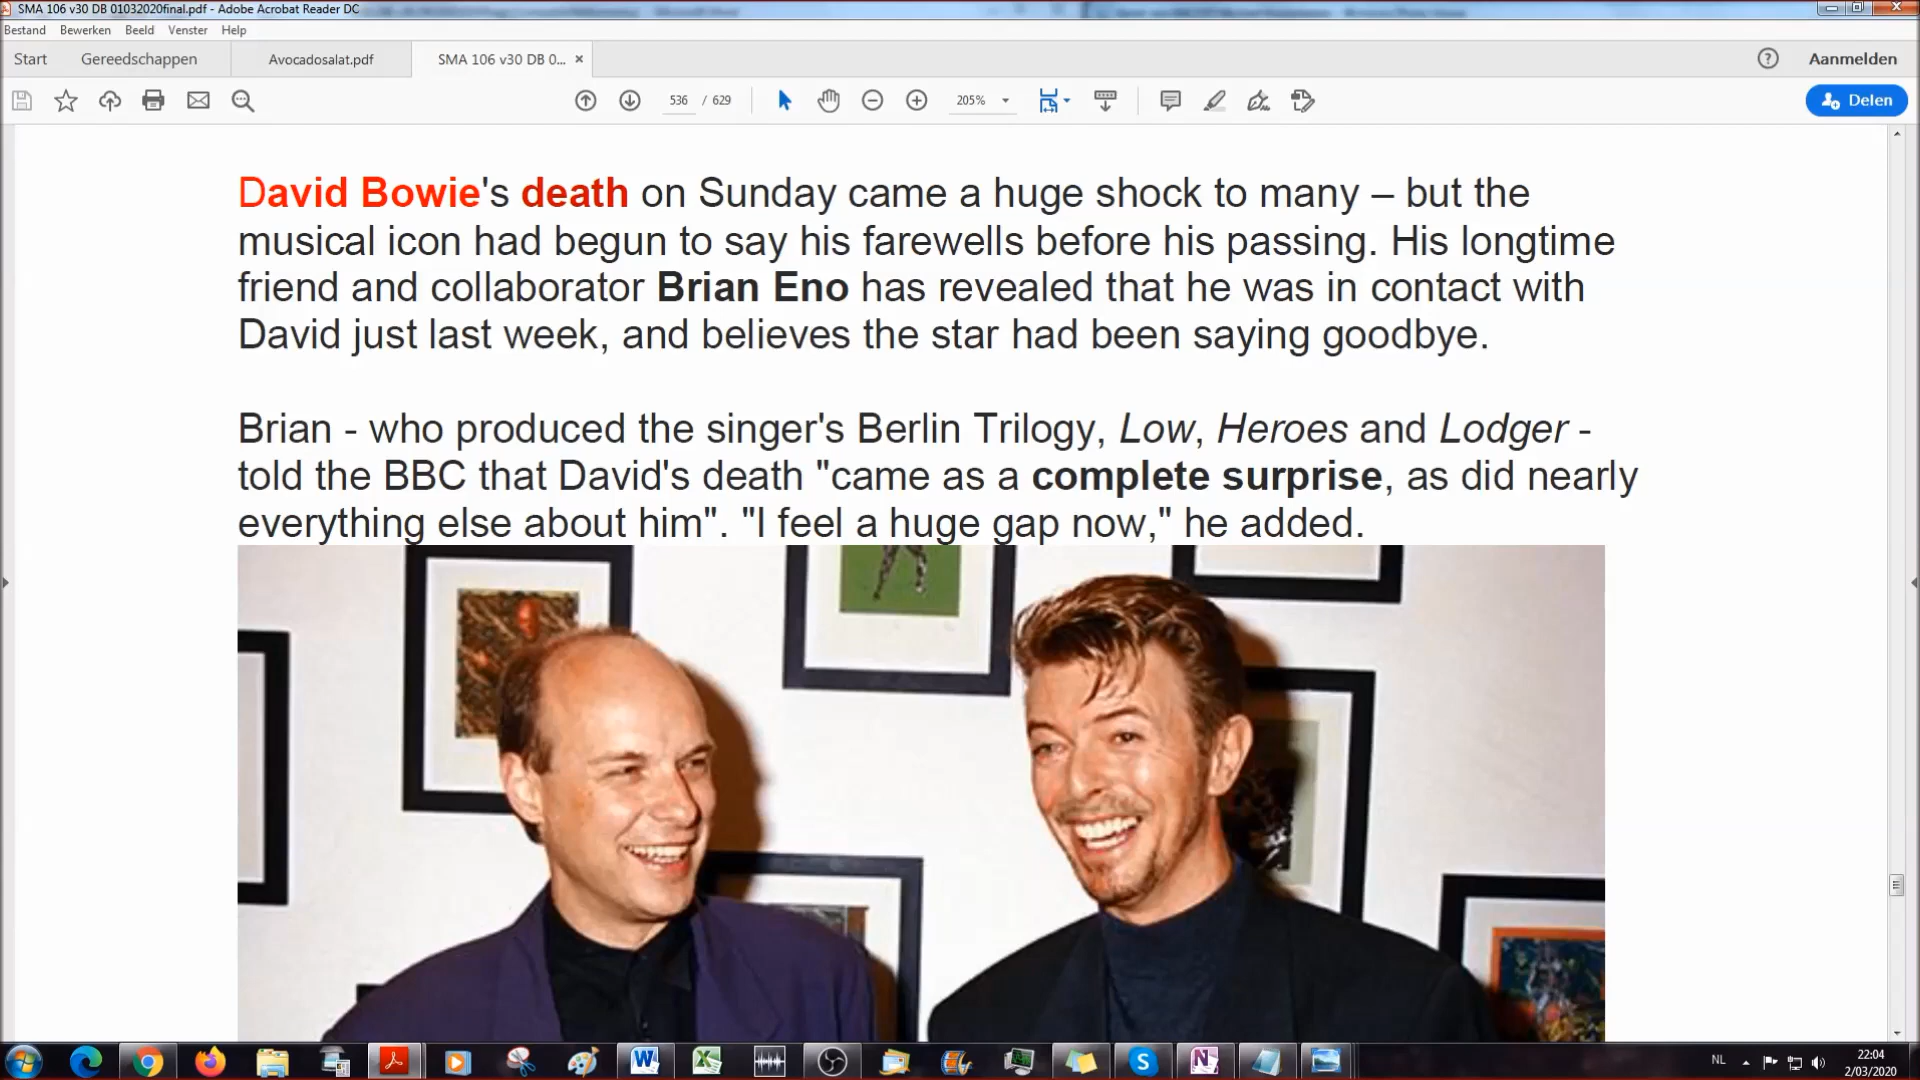 SMA 106 v30 DB 01032020final.pdf - Adobe Acrobat Reader DC
Bestand Bewerken Beeld Venster Help
Start Gereedschappen Avocadosalat.pdf SMA 106 v30 DB 0... × Aanmelden
536 / 629 205% Delen
David Bowie's death on Sunday came a huge shock to many – but the
musical icon had begun to say his farewells before his passing. His longtime
friend and collaborator Brian Eno has revealed that he was in contact with
David just last week, and believes the star had been saying goodbye.
Brian - who produced the singer's Berlin Trilogy, Low, Heroes and Lodger -
told the BBC that David's death "came as a complete surprise, as did nearly
everything else about him". "I feel a huge gap now," he added.
NL 22:04
2/03/2020